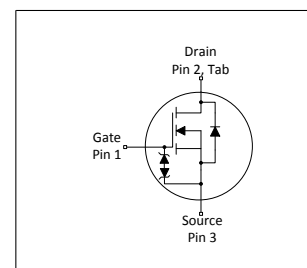 Drain
Pin 2, Tab
Gate
Pin 1
Source
Pin 3